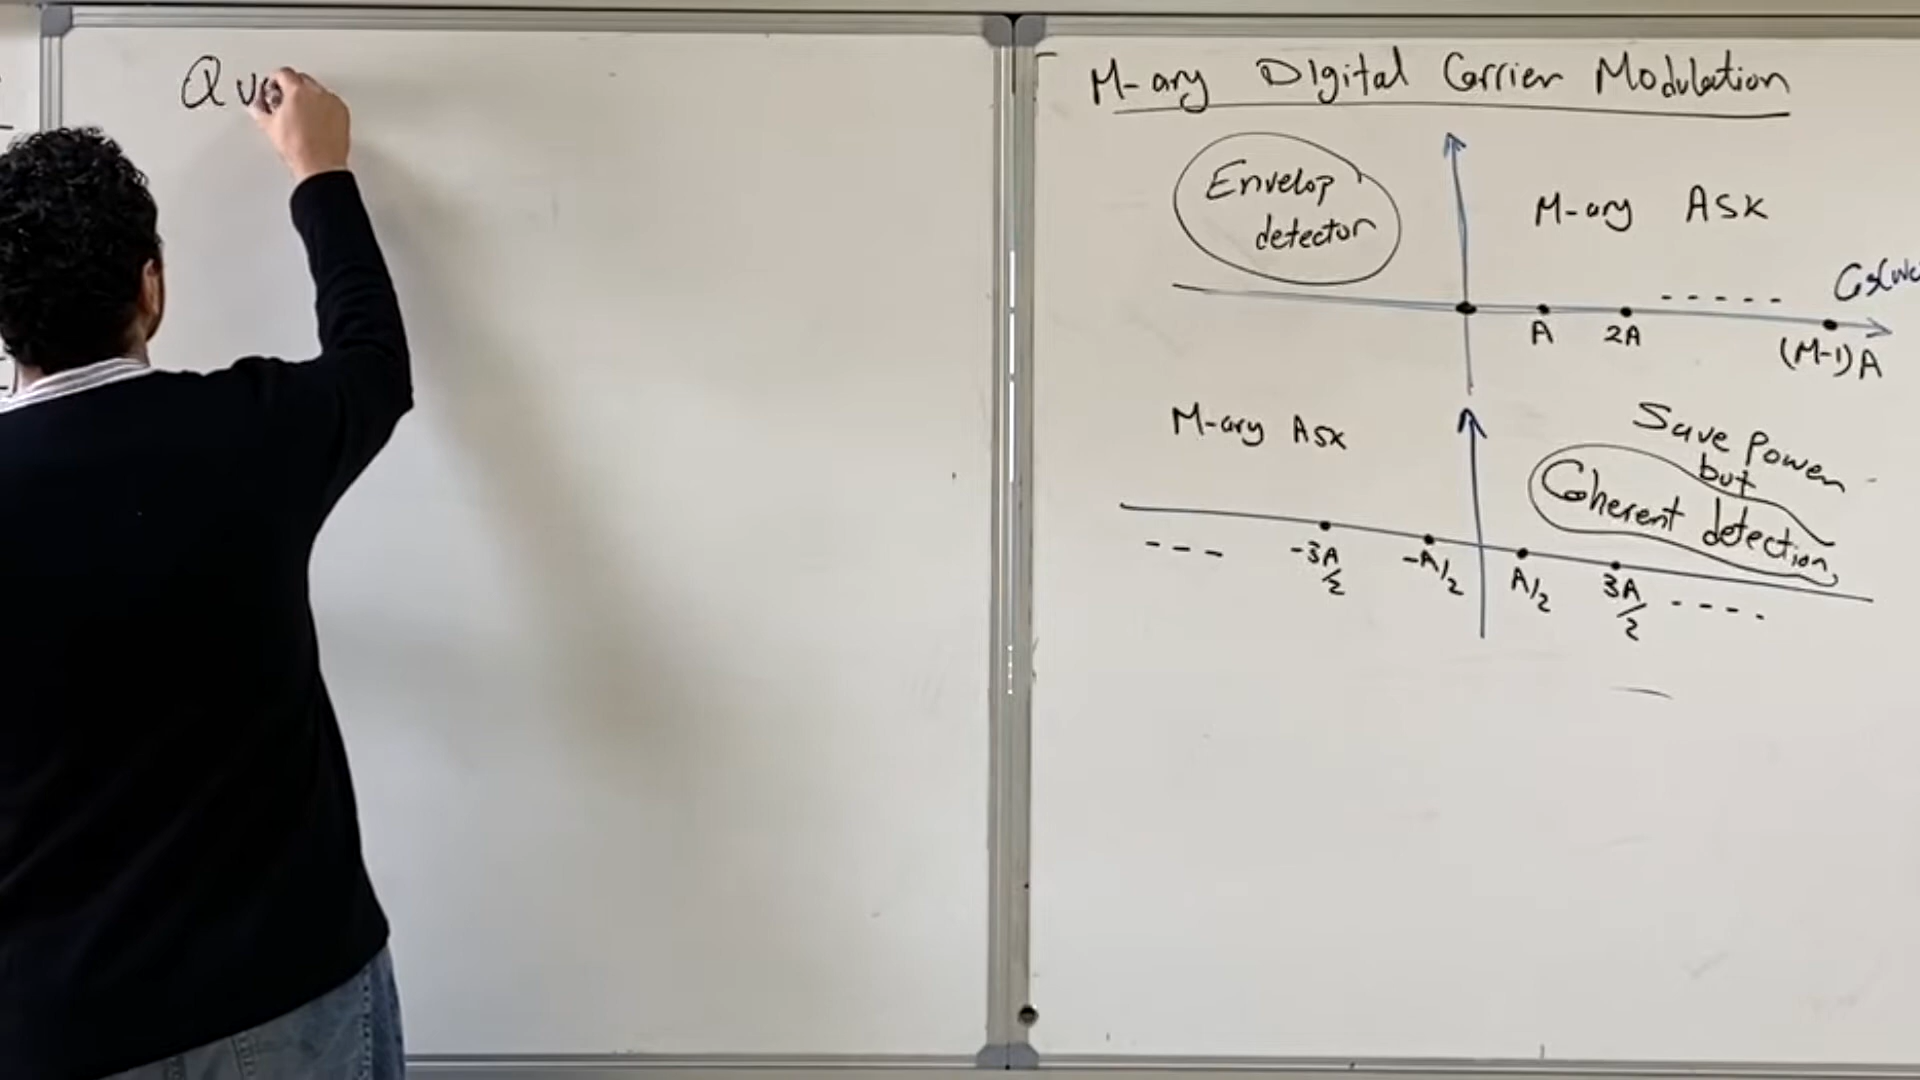 Qua
M-ary Digital Carrier Modulation
Envelop
detector
M-ary ASK
- - - - -
A
2A
(M-1)A
M-ary ASK
Save Power
but
Coherent detection
- - -
-3A/2
-A/2
A/2
3A/2
- - - -